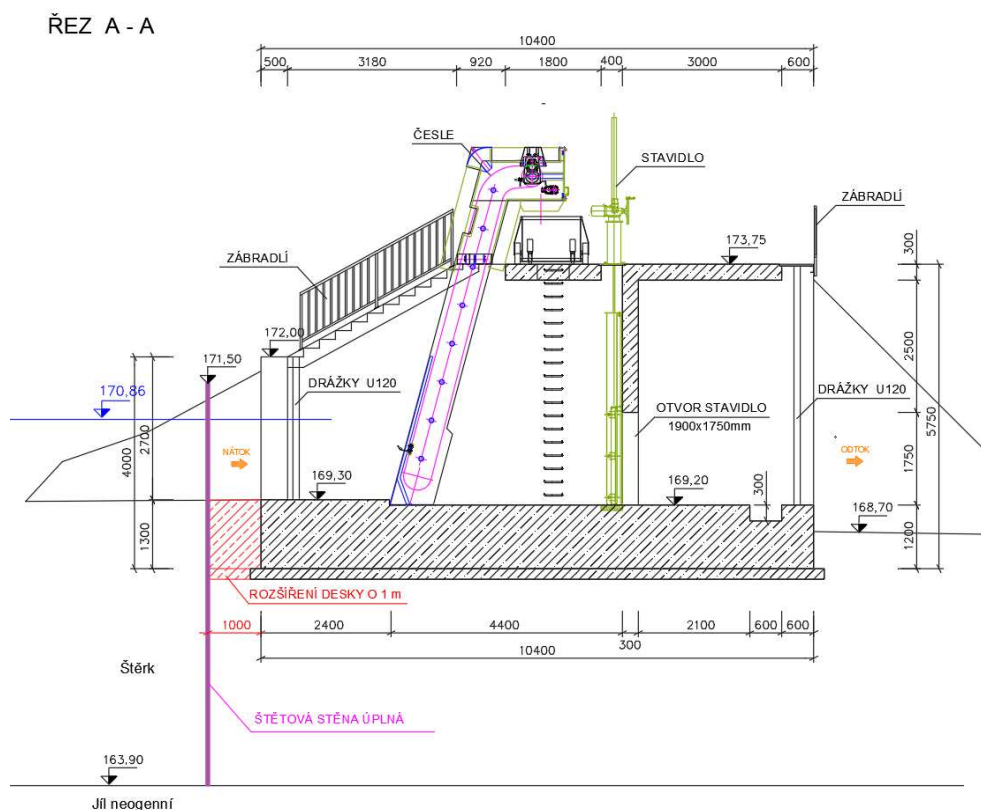 ŘEZ A - A
10400
500 3180 920 1800 400 3000 600
ČESLE
STAVIDLO
ZÁBRADLÍ
ZÁBRADLÍ
173,75
300
172,00
171,50
170,86
2500
DRÁŽKY U120
OTVOR STAVIDLO
1900x1750mm
DRÁŽKY U120
5750
4000
2700
NÁTOK
ODTOK
1750
169,30
169,20
300
168,70
1300
1200
ROZŠÍŘENÍ DESKY O 1 m
1000 2400 4400 2100 600 600
300
10400
Štěrk
ŠTĚTOVÁ STĚNA ÚPLNÁ
163,90
Jíl neogenní